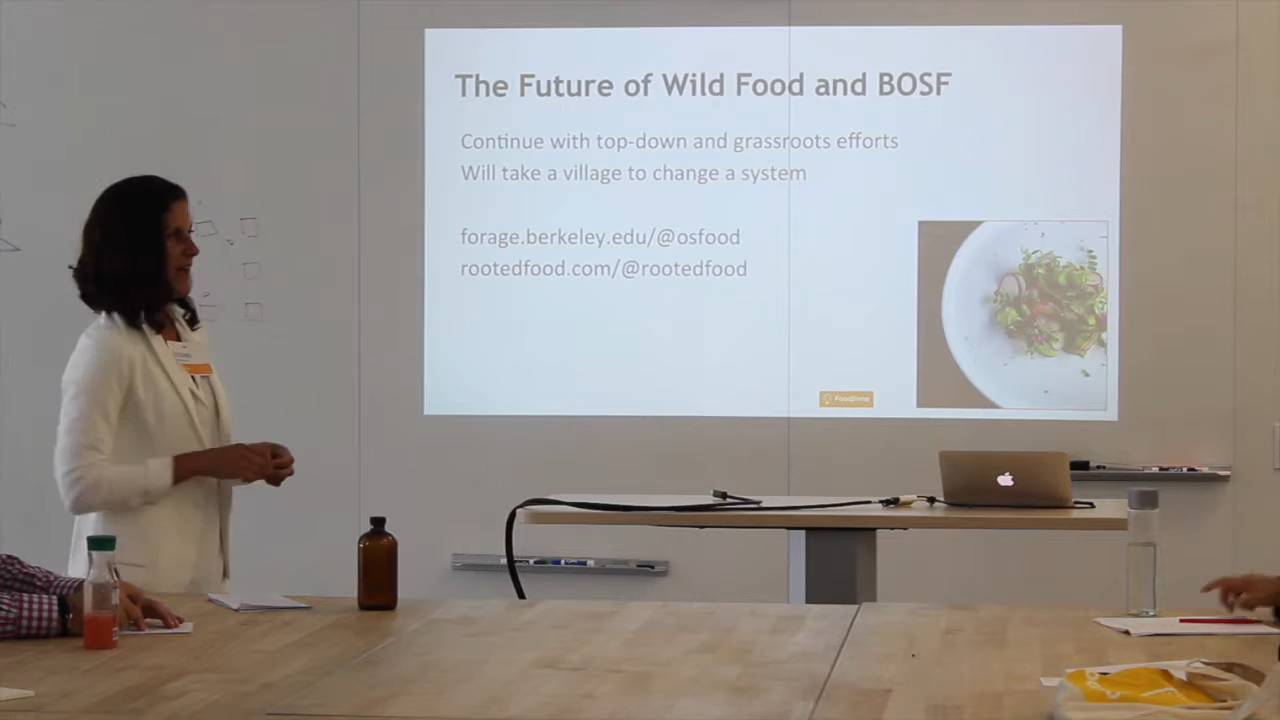 The Future of Wild Food and BOSF
Continue with top-down and grassroots efforts
Will take a village to change a system
forage.berkeley.edu/@osfood
rootedfood.com/@rootedfood